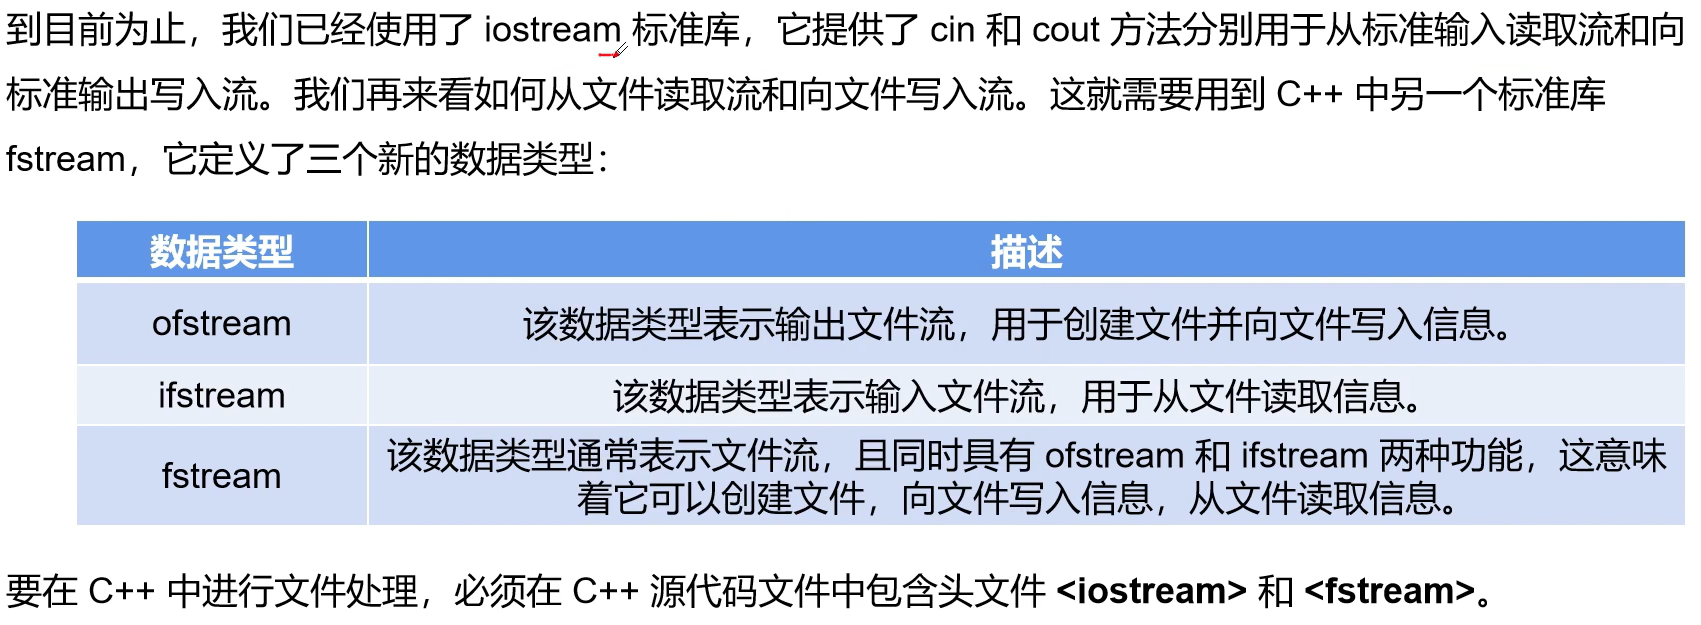 到目前为止，我们已经使用了 iostream 标准库，它提供了 cin 和 cout 方法分别用于从标准输入读取流和向
标准输出写入流。我们再来看如何从文件读取流和向文件写入流。这就需要用到 C++ 中另一个标准库
fstream，它定义了三个新的数据类型：
数据类型 描述
ofstream 该数据类型表示输出文件流，用于创建文件并向文件写入信息。
ifstream 该数据类型表示输入文件流，用于从文件读取信息。
fstream 该数据类型通常表示文件流，且同时具有 ofstream 和 ifstream 两种功能，这意味
着它可以创建文件，向文件写入信息，从文件读取信息。
要在 C++ 中进行文件处理，必须在 C++ 源代码文件中包含头文件 <iostream> 和 <fstream>。